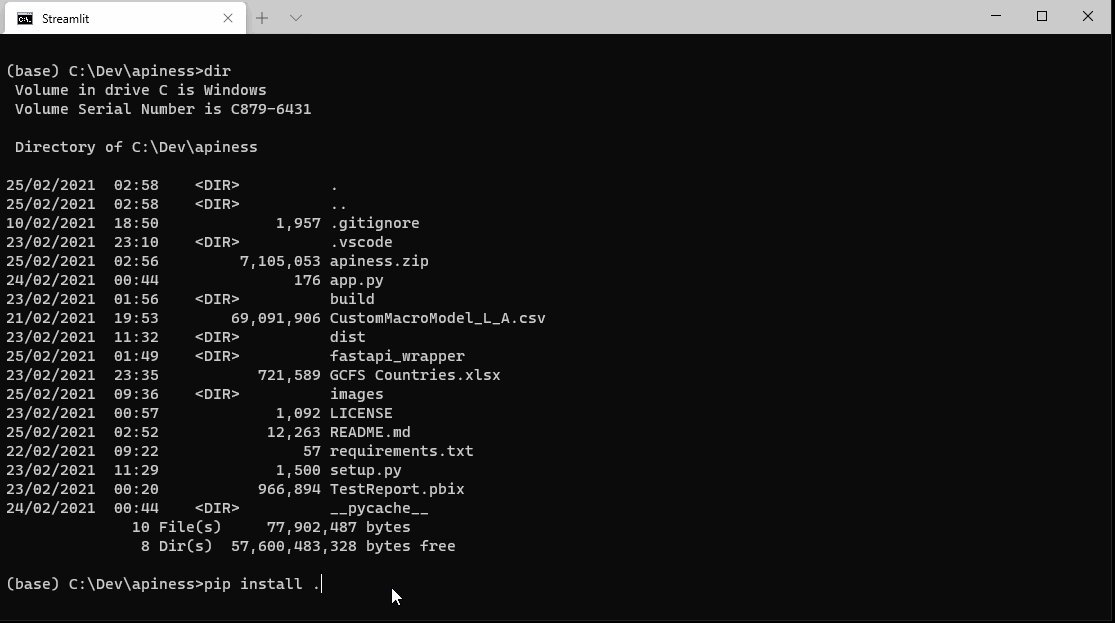 Streamlit
(base) C:\Dev\apiness>dir
Volume in drive C is Windows
Volume Serial Number is C879-6431
Directory of C:\Dev\apiness
25/02/2021  02:58    <DIR>          .
25/02/2021  02:58    <DIR>          ..
10/02/2021  18:50             1,957 .gitignore
23/02/2021  23:10    <DIR>          .vscode
25/02/2021  02:56         7,105,053 apiness.zip
24/02/2021  00:44               176 app.py
23/02/2021  01:56    <DIR>          build
21/02/2021  19:53        69,091,906 CustomMacroModel_L_A.csv
23/02/2021  11:32    <DIR>          dist
25/02/2021  01:49    <DIR>          fastapi_wrapper
23/02/2021  23:35           721,589 GCFS Countries.xlsx
25/02/2021  09:36    <DIR>          images
23/02/2021  00:57             1,092 LICENSE
25/02/2021  02:52            12,263 README.md
22/02/2021  09:22                57 requirements.txt
23/02/2021  11:29             1,500 setup.py
23/02/2021  00:20           966,894 TestReport.pbix
24/02/2021  00:44    <DIR>          __pycache__
10 File(s)     77,902,487 bytes
8 Dir(s)  57,600,483,328 bytes free
(base) C:\Dev\apiness>pip install .